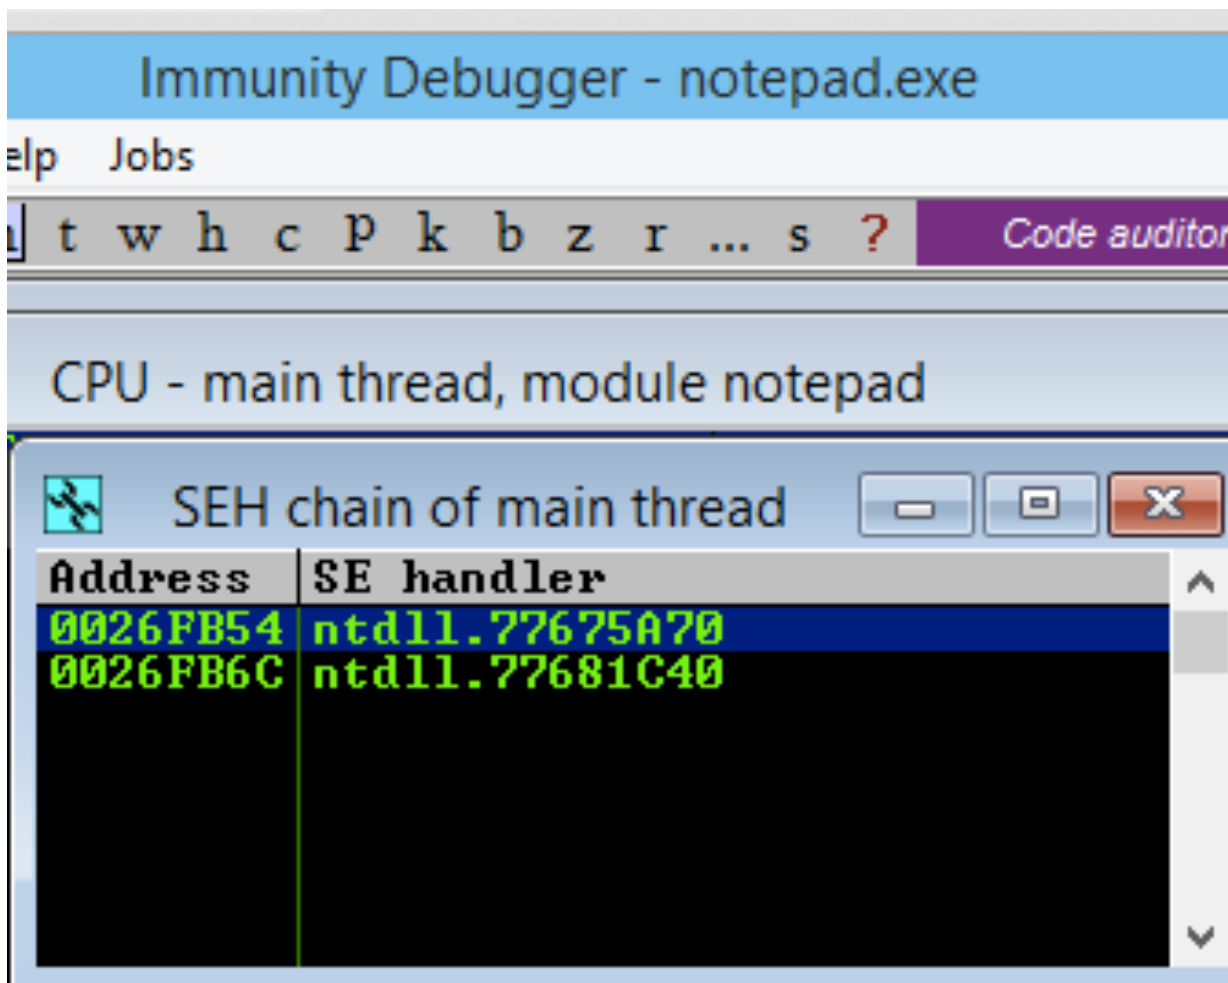 Immunity Debugger - notepad.exe
elp Jobs
t w h c P k b z r ... s ? Code auditor
CPU - main thread, module notepad
SEH chain of main thread
Address SE handler
0026FB54 ntdll.77675A70
0026FB6C ntdll.77681C40